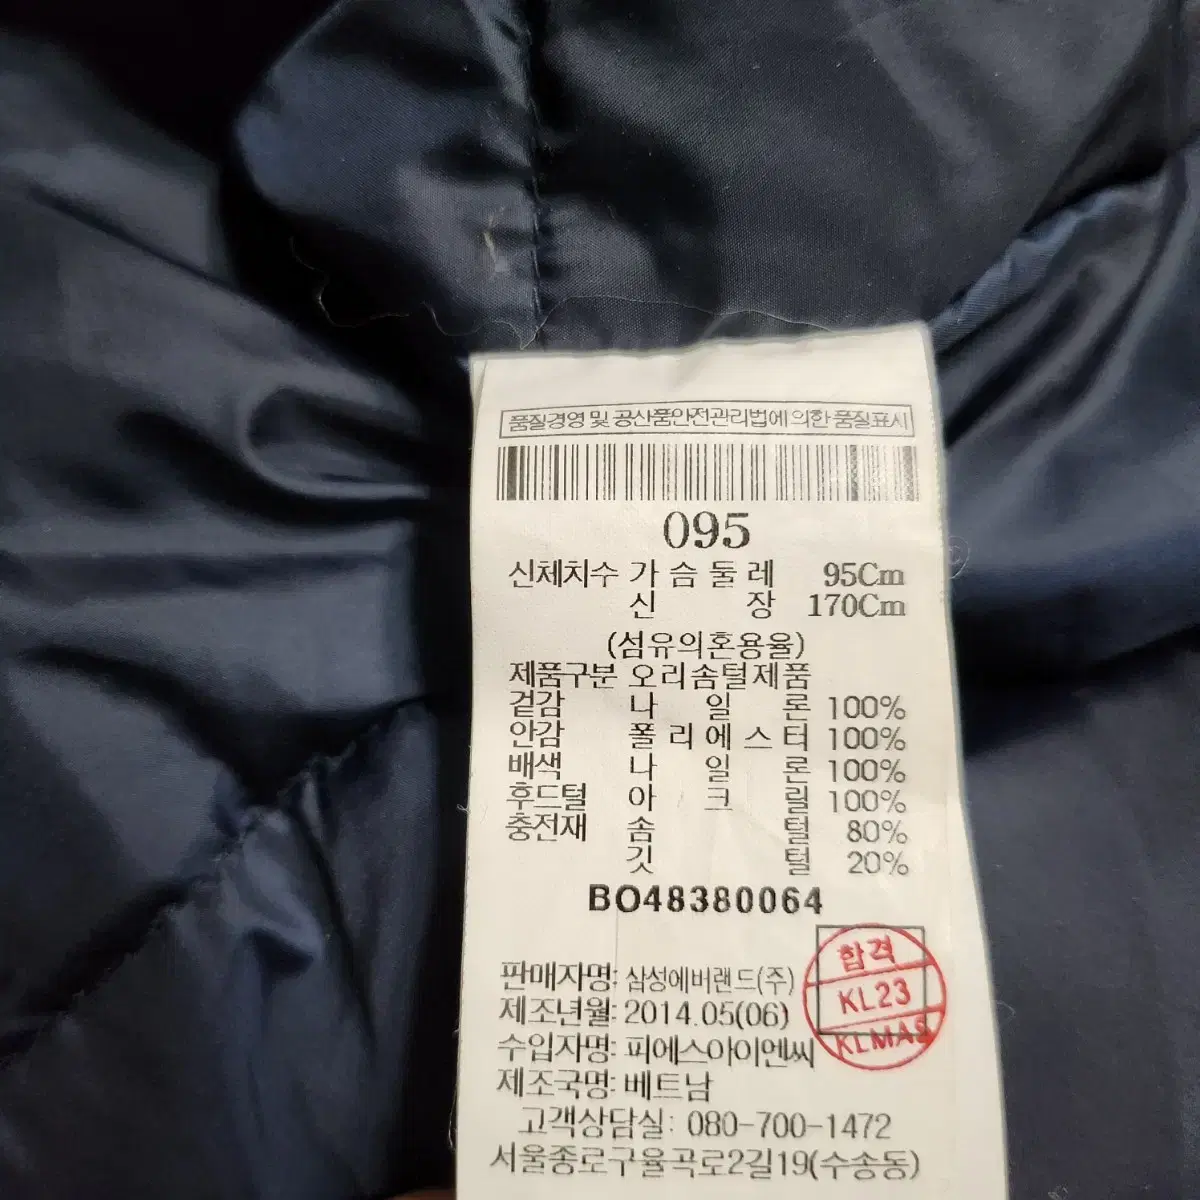 품질경영 및 공산품안전관리법에 의한 품질표시
095
신체치수 가슴둘레 95Cm
신장 170Cm
(섬유의혼용율)
제품구분 오리솜털제품
겉감 나일론 100%
안감 폴리에스터 100%
배색 나일론 100%
후드털 아크릴 100%
충전재 솜털 80%
깃털 20%
BO48380064
합격
KL23
KLMAS
판매자명: 삼성에버랜드(주)
제조년월: 2014.05(06)
수입자명: 피에스아이엔씨
제조국명: 베트남
고객상담실: 080-700-1472
서울종로구율곡로2길19(수송동)